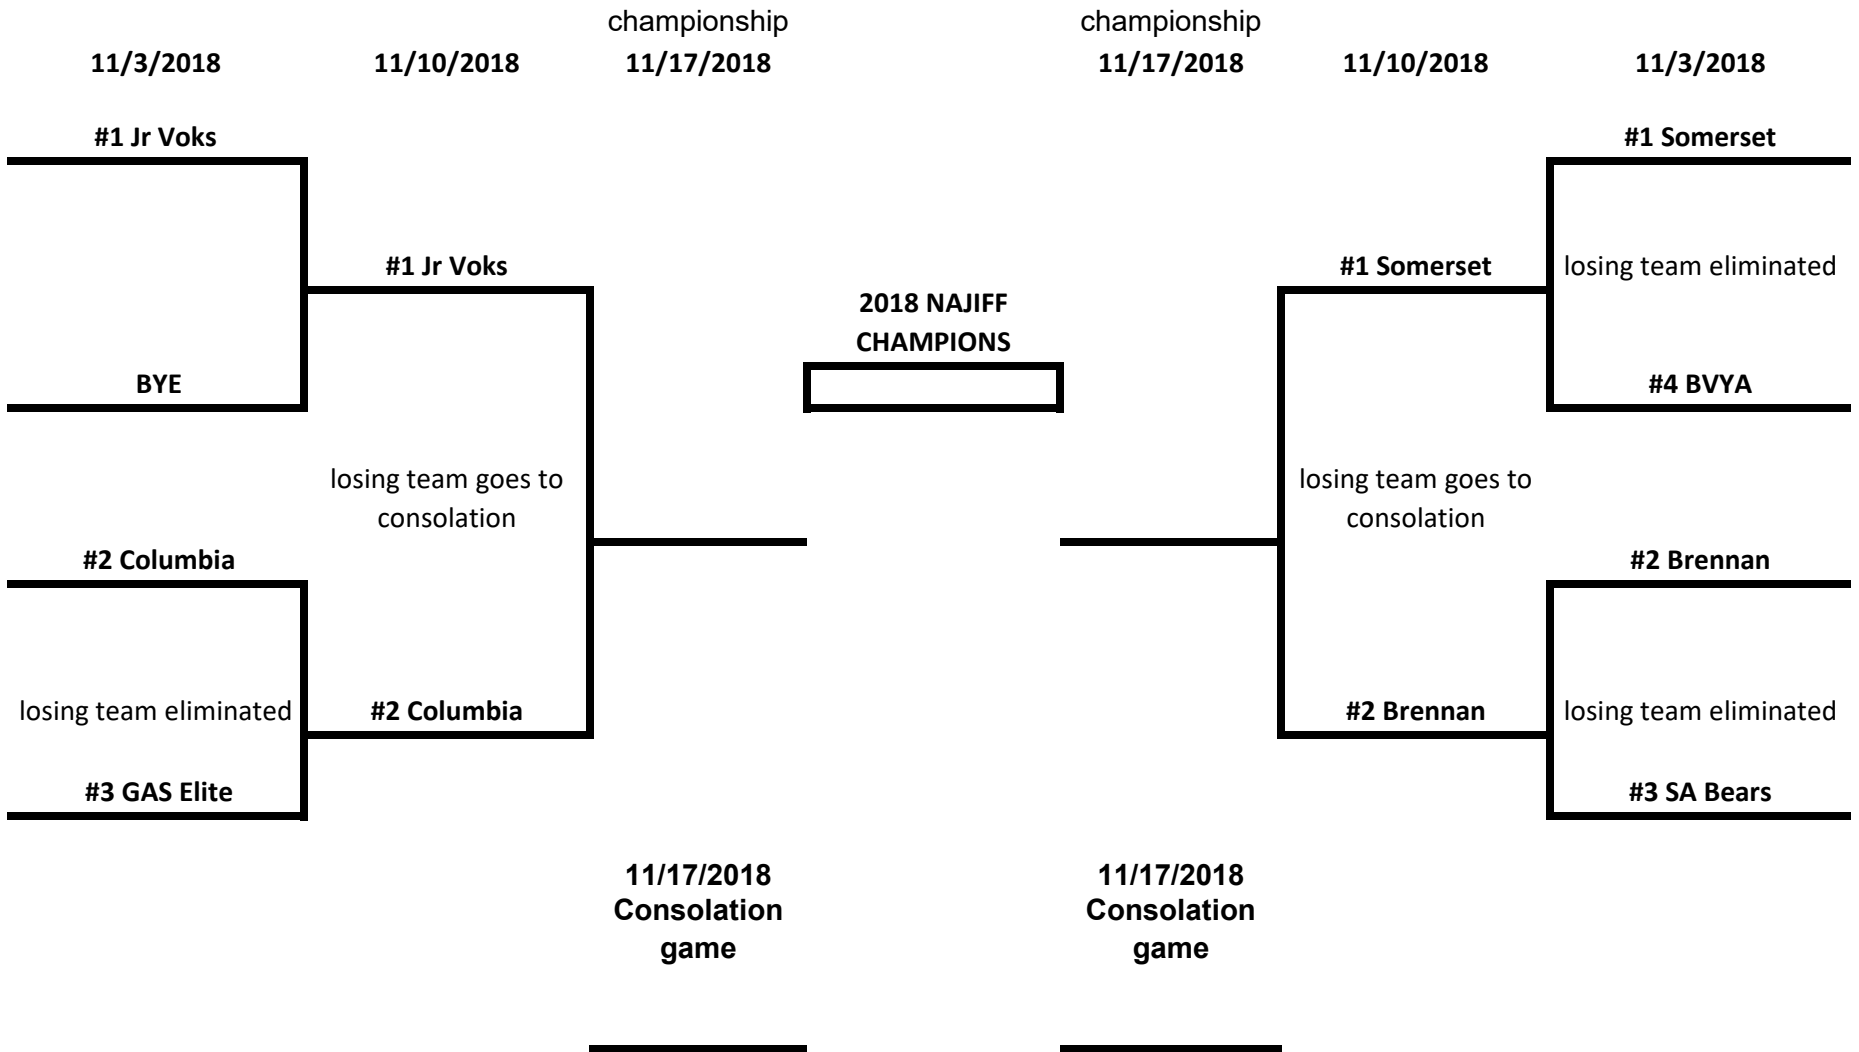 championship
championship
11/3/2018
11/10/2018
11/17/2018
11/17/2018
11/10/2018
11/3/2018
#1 Jr Voks
#1 Somerset
#1 Jr Voks
#1 Somerset
losing team eliminated
2018 NAJIFF
CHAMPIONS
BYE
#4 BVYA
losing team goes to
consolation
losing team goes to
consolation
#2 Columbia
#2 Brennan
losing team eliminated
#2 Columbia
#2 Brennan
losing team eliminated
#3 GAS Elite
#3 SA Bears
11/17/2018
Consolation
game
11/17/2018
Consolation
game